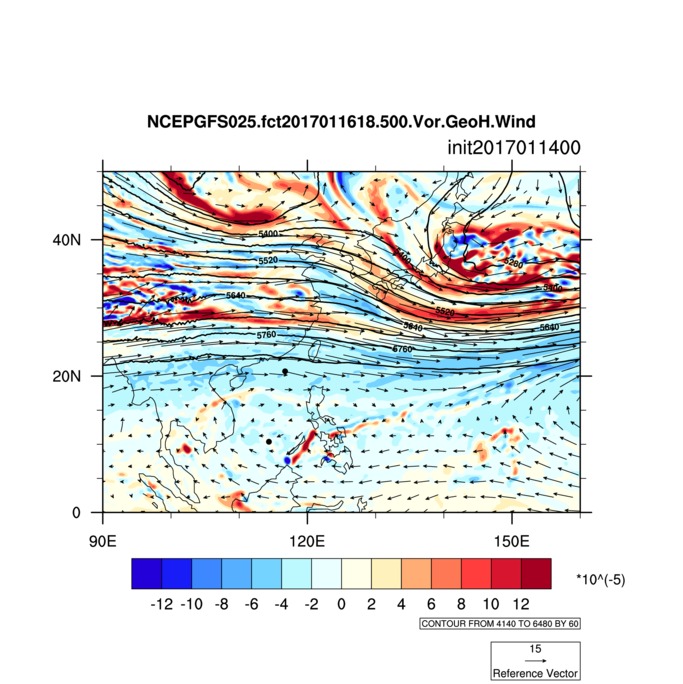 NCEPGFS025.fct2017011618.500.Vor.GeoH.Wind
init2017011400
5400
5520
5640
5760
5400
5280
5400
5520
5640
5640
5760
40N
20N
0
90E 120E 150E
-12 -10 -8 -6 -4 -2 0 2 4 6 8 10 12
*10^(-5)
CONTOUR FROM 4140 TO 6480 BY 60
15
Reference Vector